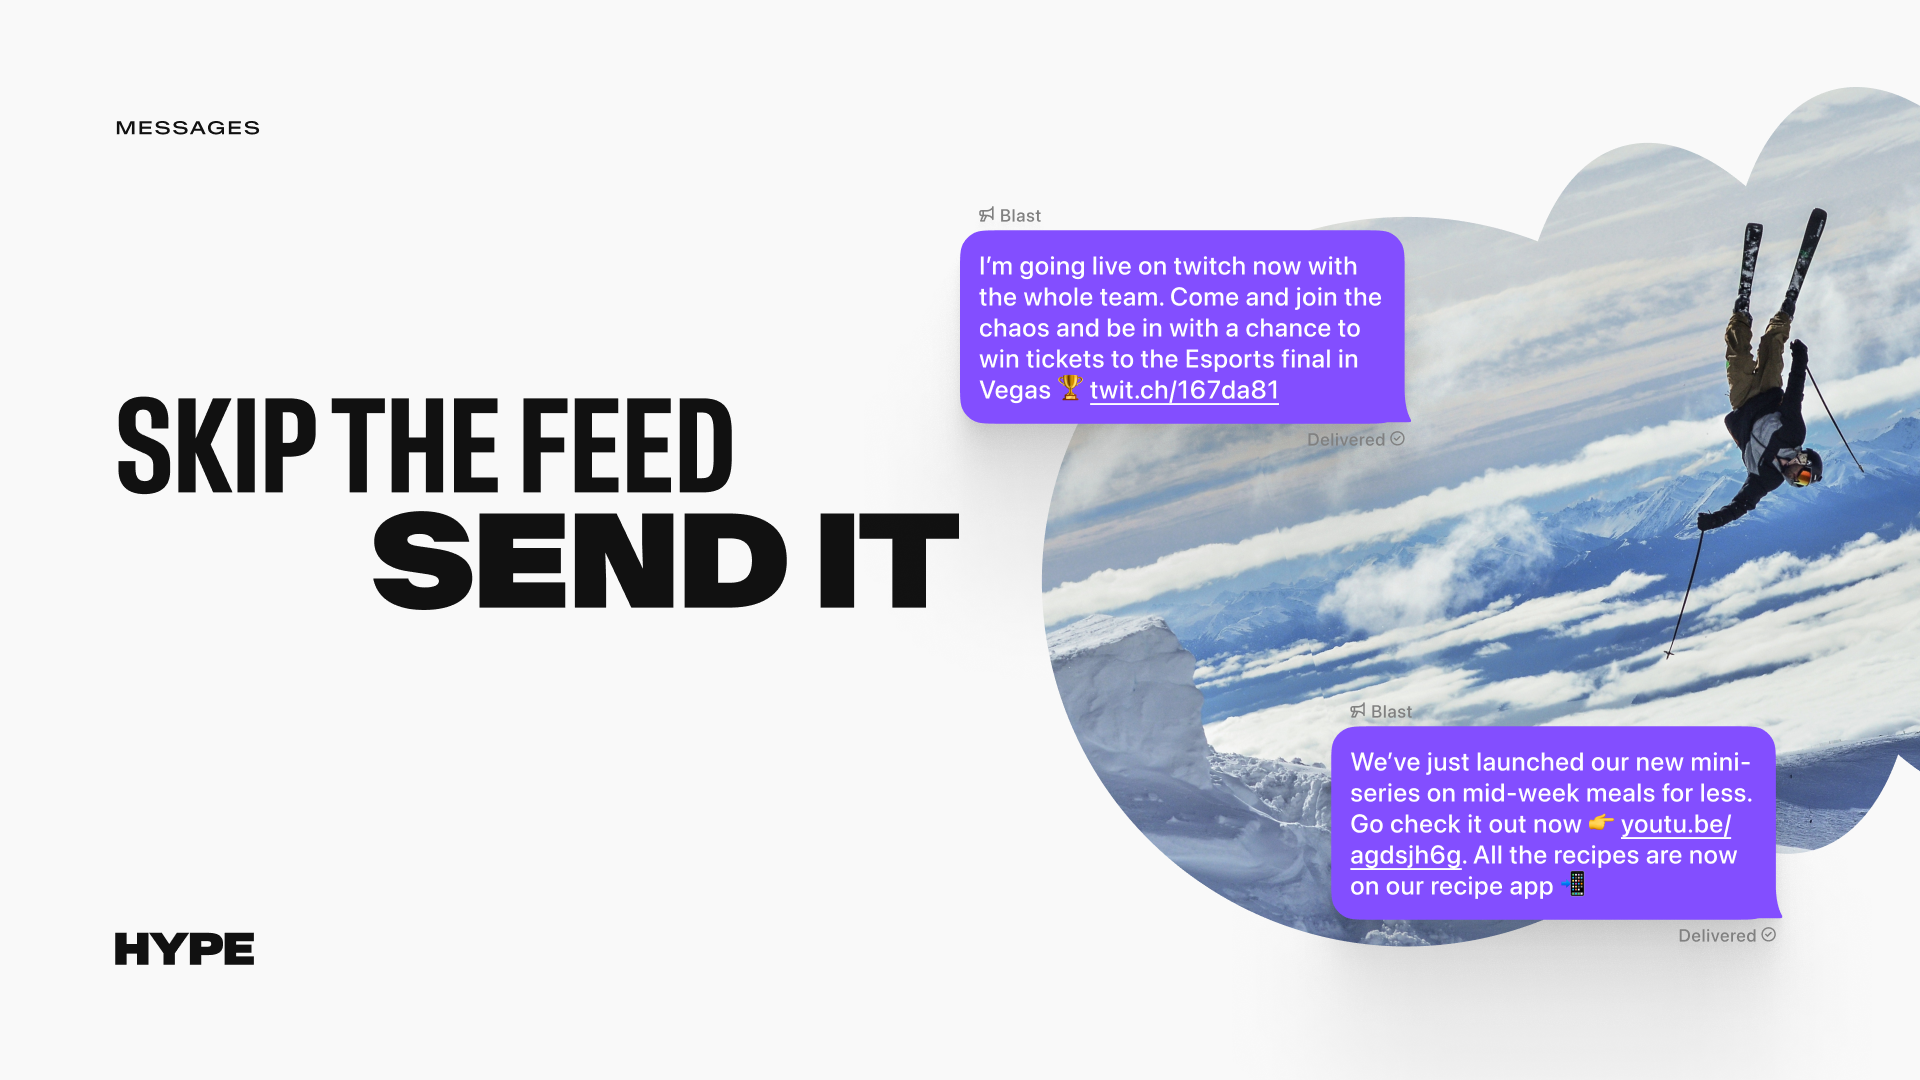 MESSAGES
SKIP THE FEED
SEND IT
HYPE
Blast
I’m going live on twitch now with
the whole team. Come and join the
chaos and be in with a chance to
win tickets to the Esports final in
Vegas 🏆 twit.ch/167da81
Delivered
Blast
We’ve just launched our new mini-
series on mid-week meals for less.
Go check it out now 👉 youtu.be/
agdsjh6g. All the recipes are now
on our recipe app 📲
Delivered